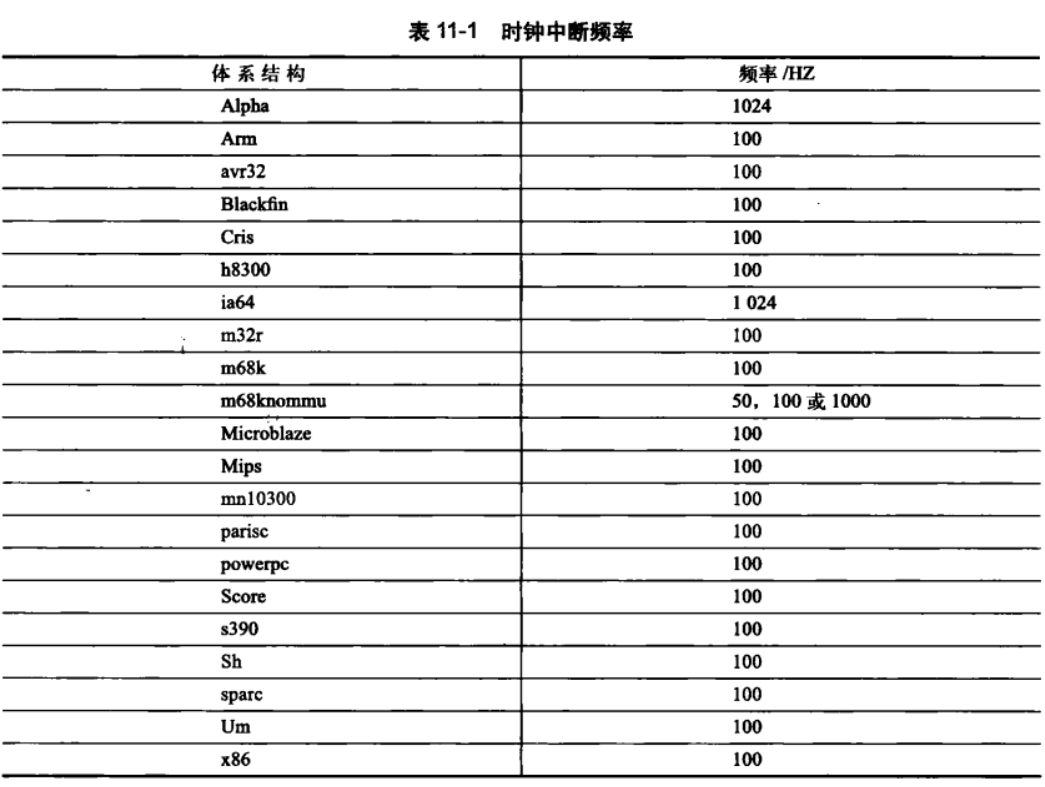 表 11-1 时钟中断频率
体系结构 频率/HZ
Alpha 1024
Arm 100
avr32 100
Blackfin 100
Cris 100
h8300 100
ia64 1 024
m32r 100
m68k 100
m68knommu 50，100 或 1000
Microblaze 100
Mips 100
mn10300 100
parisc 100
powerpc 100
Score 100
s390 100
Sh 100
sparc 100
Um 100
x86 100